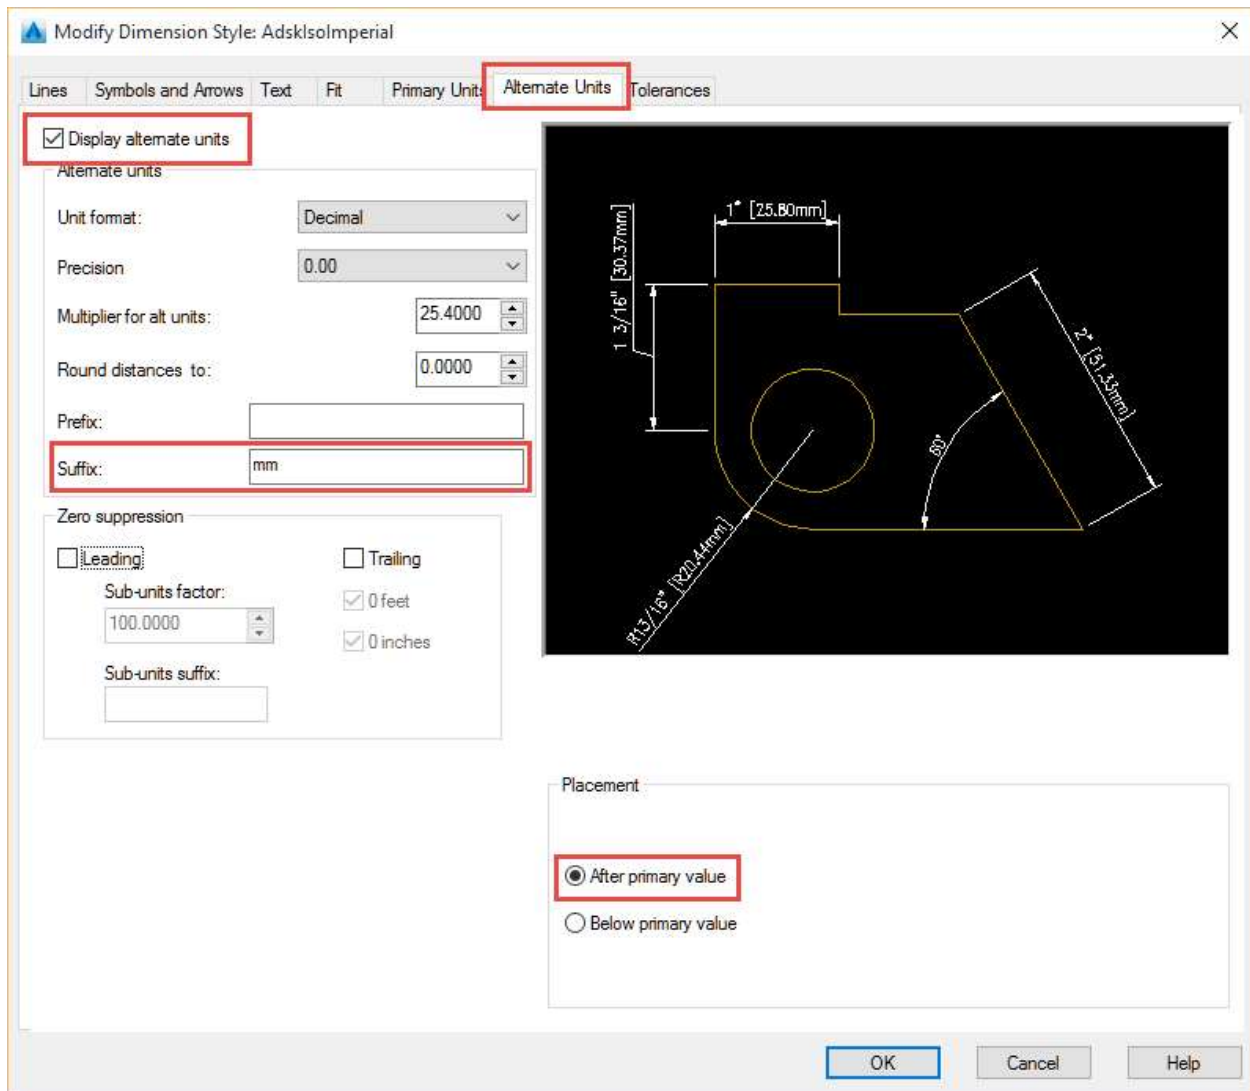 Modify Dimension Style: AdskIsoImperial
Lines Symbols and Arrows Text Fit Primary Units Alternate Units Tolerances
Display alternate units
Alternate units
Unit format: Decimal
Precision 0.00
Multiplier for alt units: 25.4000
Round distances to: 0.0000
Prefix:
Suffix: mm
Zero suppression
Leading Trailing
Sub-units factor:
100.0000
0 feet
0 inches
Sub-units suffix:
1" [25.80mm]
1 3/16" [30.37mm]
2" [51.33mm]
60°
R13/16" [R20.44mm]
Placement
After primary value
Below primary value
OK Cancel Help